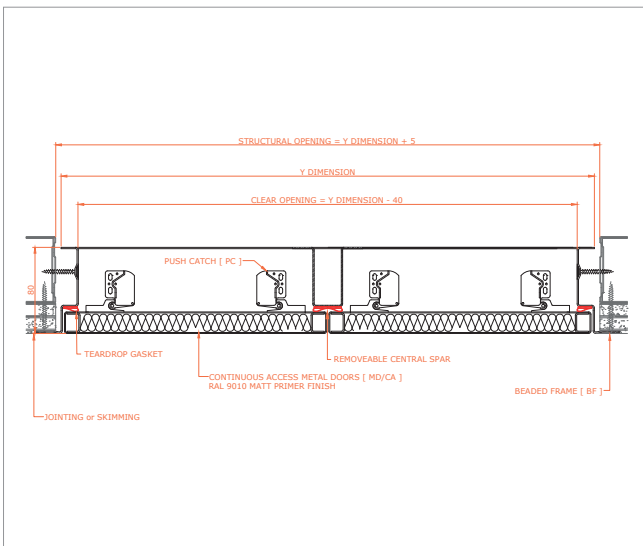 STRUCTURAL OPENING = Y DIMENSION + 5
Y DIMENSION
CLEAR OPENING = Y DIMENSION - 40
PUSH CATCH [ PC ]
80
TEARDROP GASKET
REMOVEABLE CENTRAL SPAR
CONTINUOUS ACCESS METAL DOORS [ MD/CA ]
RAL 9010 MATT PRIMER FINISH
BEADED FRAME [ BF ]
JOINTING or SKIMMING